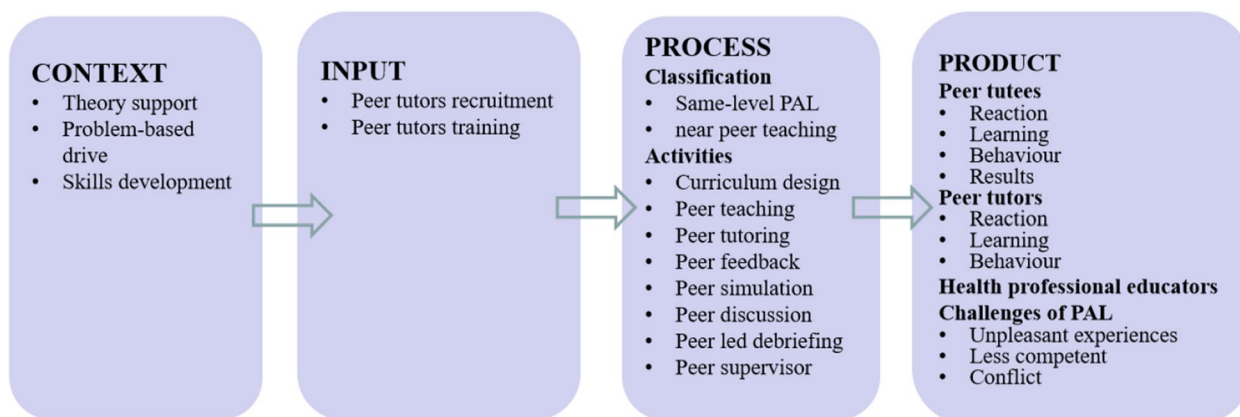 CONTEXT
• Theory support
• Problem-based
drive
• Skills development
INPUT
• Peer tutors recruitment
• Peer tutors training
PROCESS
Classification
• Same-level PAL
• near peer teaching
Activities
• Curriculum design
• Peer teaching
• Peer tutoring
• Peer feedback
• Peer simulation
• Peer discussion
• Peer led debriefing
• Peer supervisor
PRODUCT
Peer tutees
• Reaction
• Learning
• Behaviour
• Results
Peer tutors
• Reaction
• Learning
• Behaviour
Health professional educators
Challenges of PAL
• Unpleasant experiences
• Less competent
• Conflict